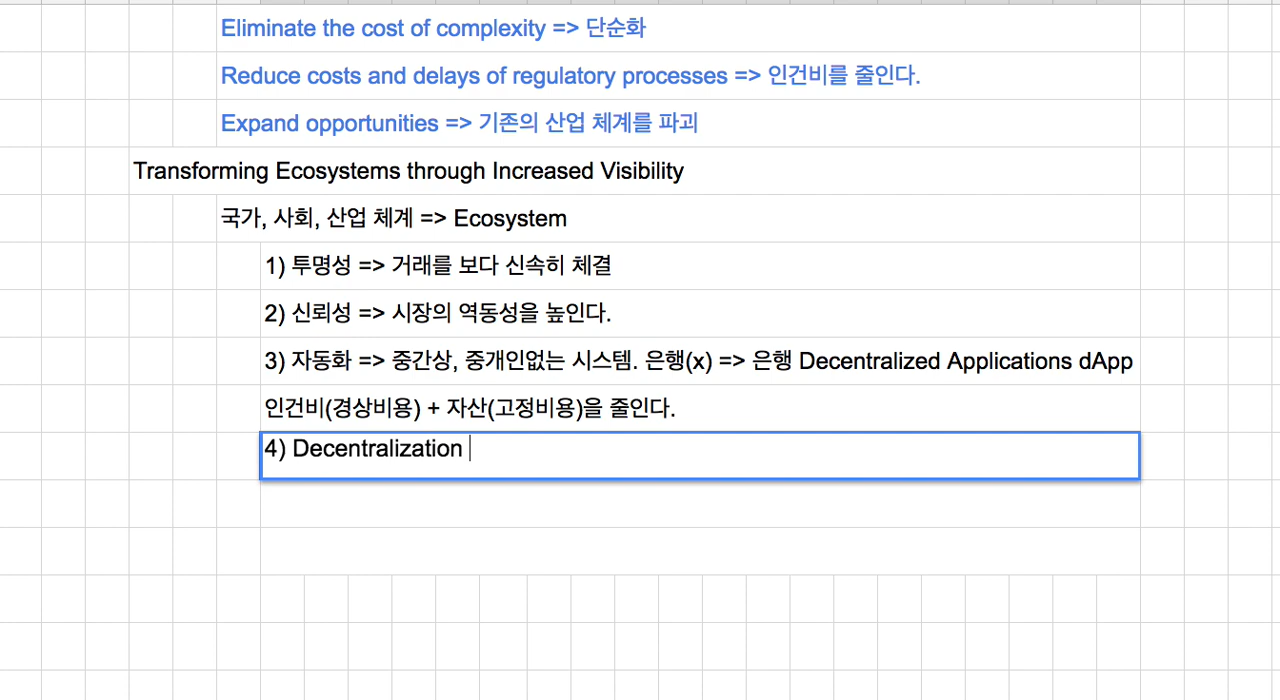 Eliminate the cost of complexity => 단순화
Reduce costs and delays of regulatory processes => 인건비를 줄인다.
Expand opportunities => 기존의 산업 체계를 파괴
Transforming Ecosystems through Increased Visibility
국가, 사회, 산업 체계 => Ecosystem
1) 투명성 => 거래를 보다 신속히 체결
2) 신뢰성 => 시장의 역동성을 높인다.
3) 자동화 => 중간상, 중개인없는 시스템. 은행(x) => 은행 Decentralized Applications dApp
인건비(경상비용) + 자산(고정비용)을 줄인다.
4) Decentralization